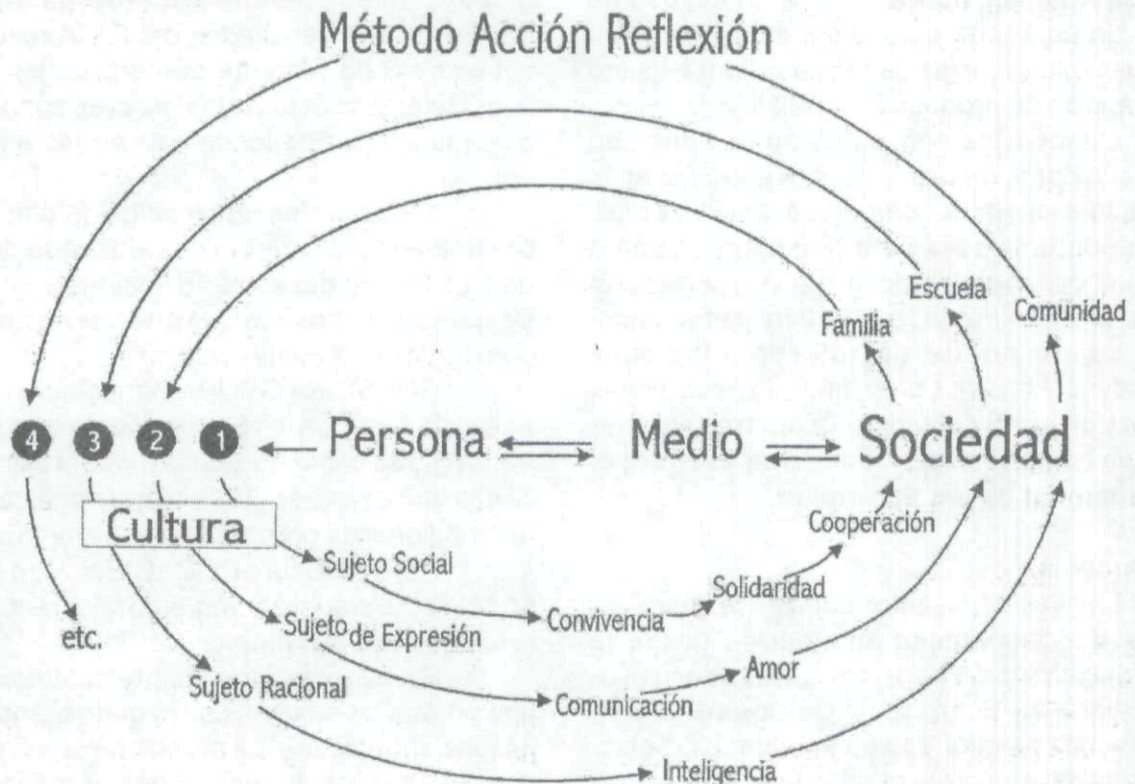 Método Acción Reflexión
Escuela
Comunidad
Familia
4 3 2 1 Persona Medio Sociedad
Cultura
Cooperación
Sujeto Social
Solidaridad
Sujeto de Expresión
Convivencia
etc.
Amor
Sujeto Racional
Comunicación
Inteligencia